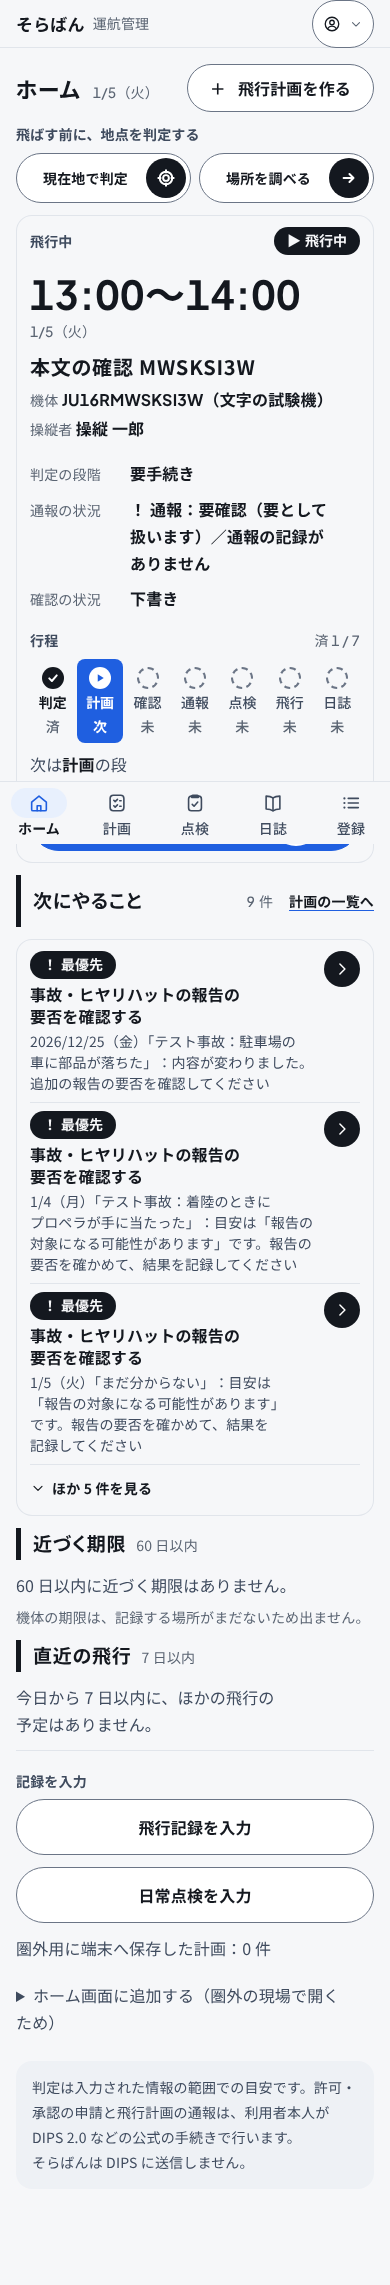 そらばん 運航管理
ホーム 1/5（火）
＋ 飛行計画を作る
飛ばす前に、地点を判定する
現在地で判定
場所を調べる
飛行中
▶ 飛行中
13:00〜14:00
1/5（火）
本文の確認 MWSKSI3W
機体 JU16RMWSKSI3W（文字の試験機）
操縦者 操縦 一郎
判定の段階 要手続き
通報の状況 ！ 通報：要確認（要として
扱います）／通報の記録が
ありません
確認の状況 下書き
行程 済 1 / 7
判定 計画 確認 通報 点検 飛行 日誌
済 次 未 未 未 未 未
次は計画の段
ホーム 計画 点検 日誌 登録
次にやること 9 件 計画の一覧へ
！ 最優先
事故・ヒヤリハットの報告の
要否を確認する
2026/12/25（金）「テスト事故：駐車場の
車に部品が落ちた」：内容が変わりました。
追加の報告の要否を確認してください
！ 最優先
事故・ヒヤリハットの報告の
要否を確認する
1/4（月）「テスト事故：着陸のときに
プロペラが手に当たった」：目安は「報告の
対象になる可能性があります」です。報告の
要否を確かめて、結果を記録してください
！ 最優先
事故・ヒヤリハットの報告の
要否を確認する
1/5（火）「まだ分からない」：目安は
「報告の対象になる可能性があります」
です。報告の要否を確かめて、結果を
記録してください
ほか 5 件を見る
近づく期限 60 日以内
60 日以内に近づく期限はありません。
機体の期限は、記録する場所がまだないため出ません。
直近の飛行 7 日以内
今日から 7 日以内に、ほかの飛行の
予定はありません。
記録を入力
飛行記録を入力
日常点検を入力
圏外用に端末へ保存した計画：0 件
▶ ホーム画面に追加する（圏外の現場で開く
ため）
判定は入力された情報の範囲での目安です。許可・
承認の申請と飛行計画の通報は、利用者本人が
DIPS 2.0 などの公式の手続きで行います。
そらばんは DIPS に送信しません。